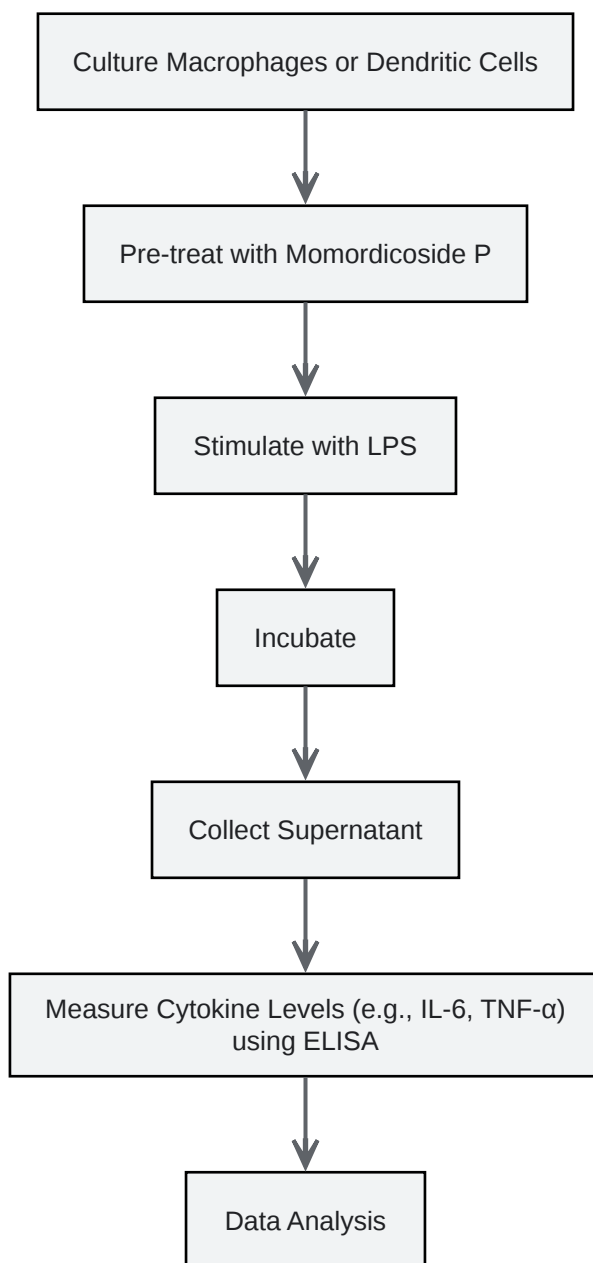 Culture Macrophages or Dendritic Cells
Pre-treat with Momordicoside P
Stimulate with LPS
Incubate
Collect Supernatant
Measure Cytokine Levels (e.g., IL-6, TNF-α)
using ELISA
Data Analysis